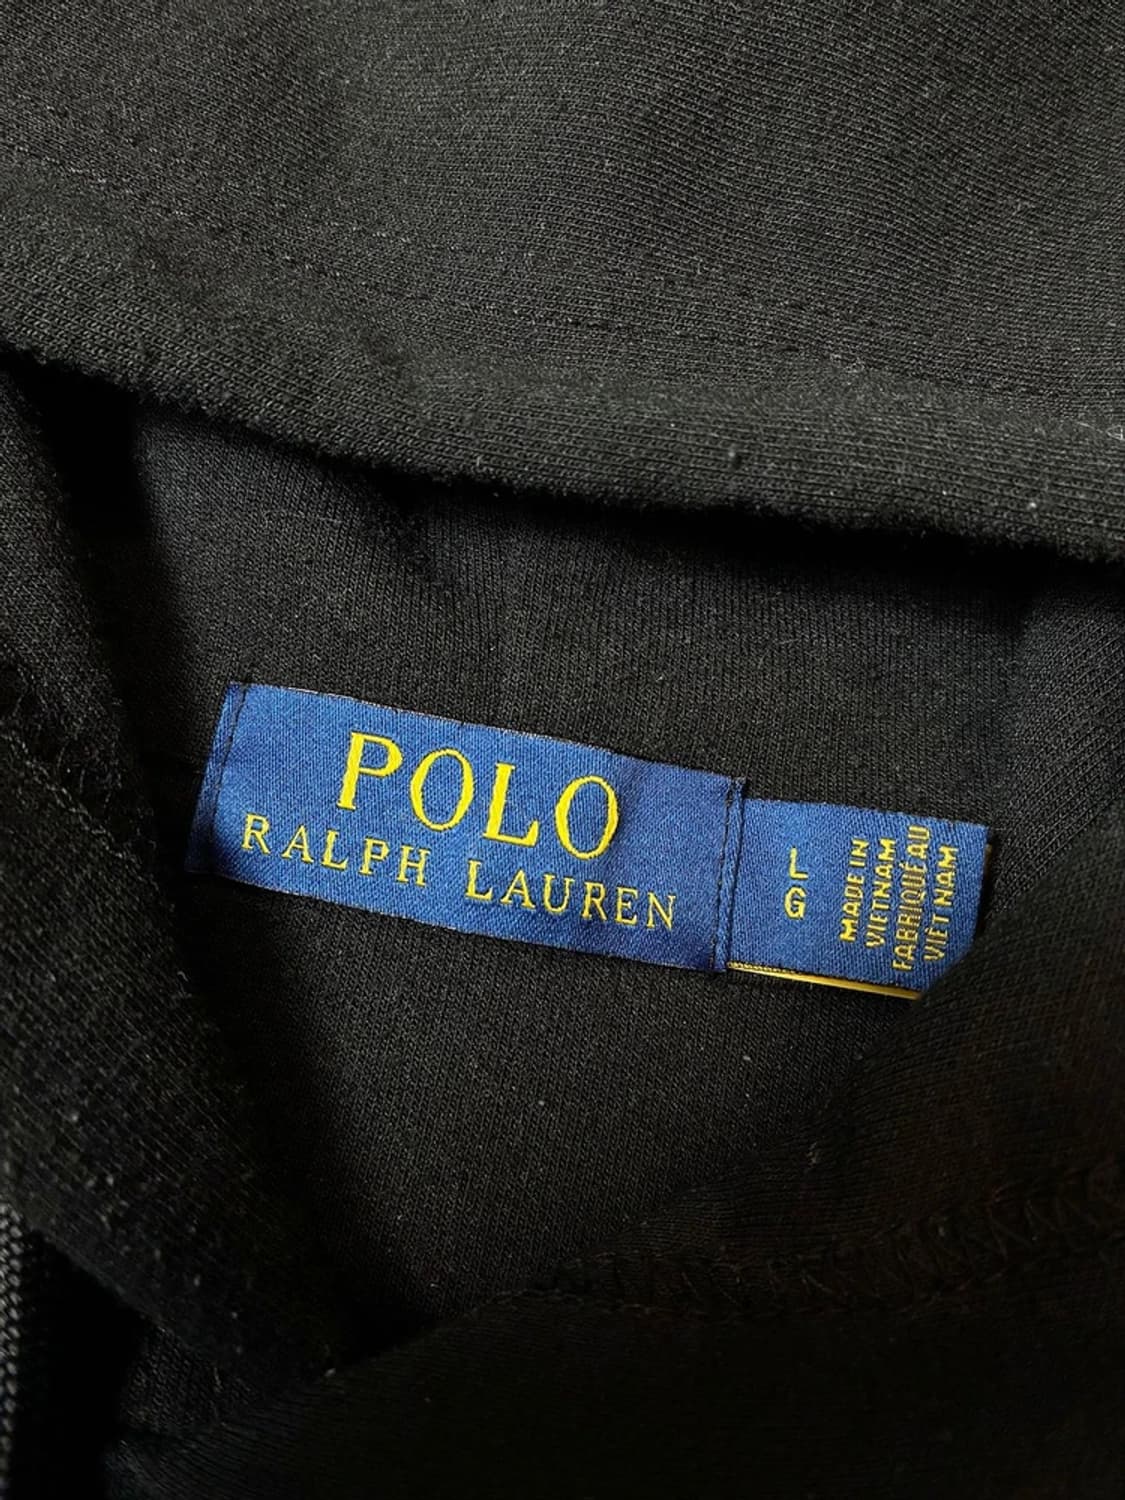 POLO
RALPH LAUREN
L
G
MADE IN
VIETNAM
FABRIQUÉ AU
VIET NAM